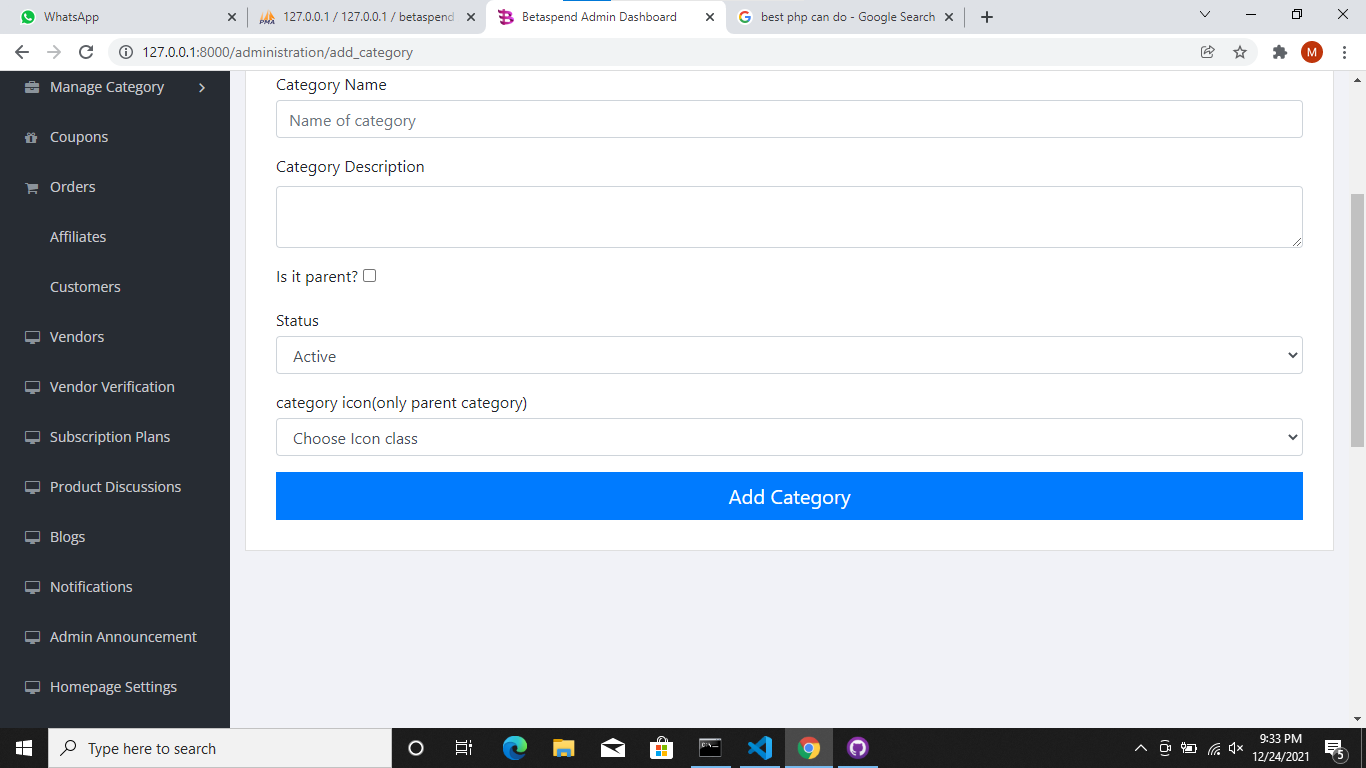 WhatsApp
127.0.0.1 / 127.0.0.1 / betaspend
Betaspend Admin Dashboard
best php can do - Google Search
127.0.0.1:8000/administration/add_category
M
Manage Category
Coupons
Orders
Affiliates
Customers
Vendors
Vendor Verification
Subscription Plans
Product Discussions
Blogs
Notifications
Admin Announcement
Homepage Settings
Category Name
Name of category
Category Description
Is it parent?
Status
Active
category icon(only parent category)
Choose Icon class
Add Category
Type here to search
9:33 PM
12/24/2021
5